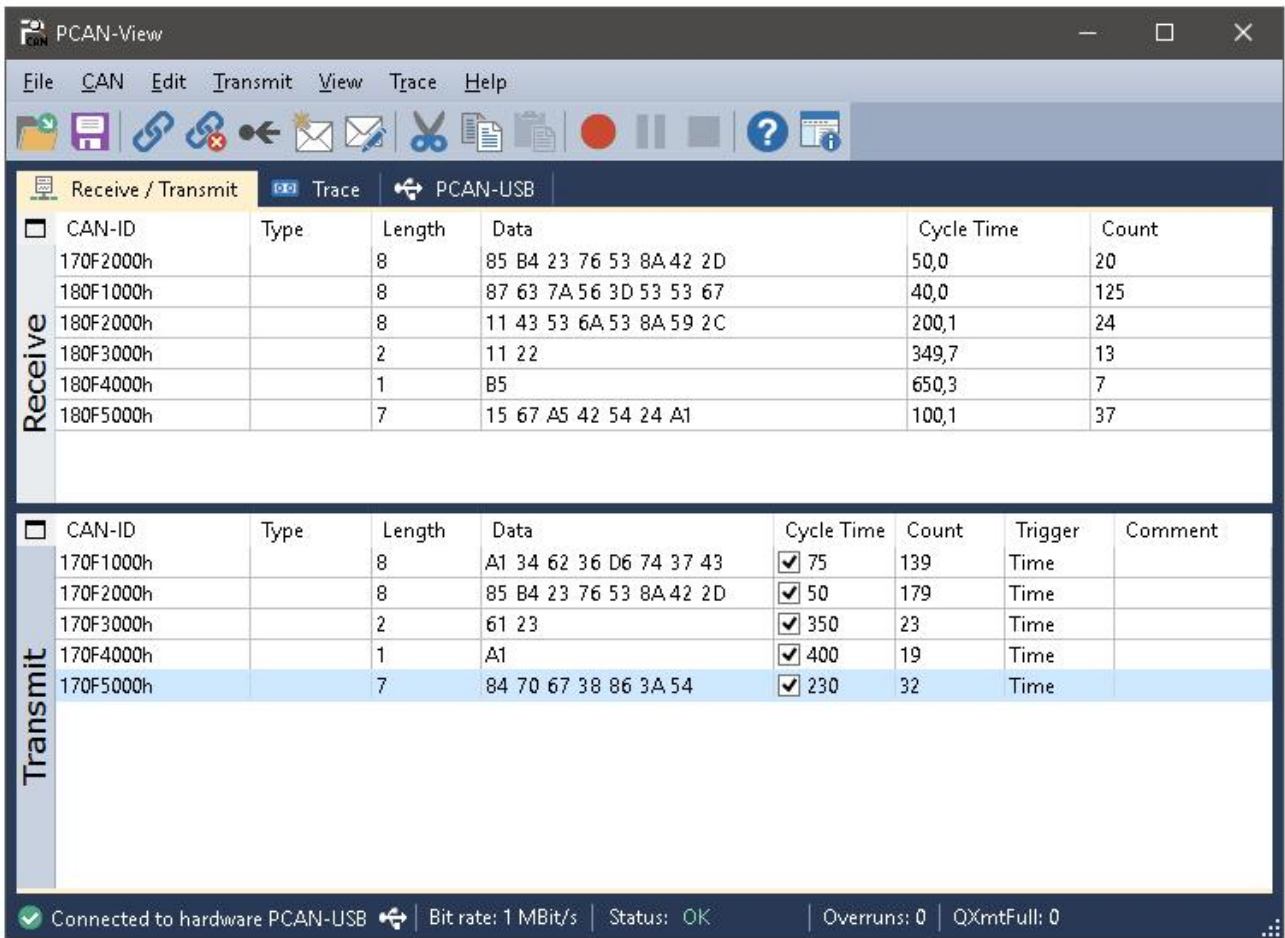 PCAN-View
File CAN Edit Transmit View Trace Help
Receive / Transmit Trace PCAN-USB
Receive
CAN-ID Type Length Data Cycle Time Count
170F2000h 8 85 B4 23 76 53 8A 42 2D 50,0 20
180F1000h 8 87 63 7A 56 3D 53 53 67 40,0 125
180F2000h 8 11 43 53 6A 53 8A 59 2C 200,1 24
180F3000h 2 11 22 349,7 13
180F4000h 1 B5 650,3 7
180F5000h 7 15 67 A5 42 54 24 A1 100,1 37
Transmit
CAN-ID Type Length Data Cycle Time Count Trigger Comment
170F1000h 8 A1 34 62 36 D6 74 37 43 75 139 Time
170F2000h 8 85 B4 23 76 53 8A 42 2D 50 179 Time
170F3000h 2 61 23 350 23 Time
170F4000h 1 A1 400 19 Time
170F5000h 7 84 70 67 38 86 3A 54 230 32 Time
Connected to hardware PCAN-USB Bit rate: 1 MBit/s Status: OK Overruns: 0 QXmtFull: 0